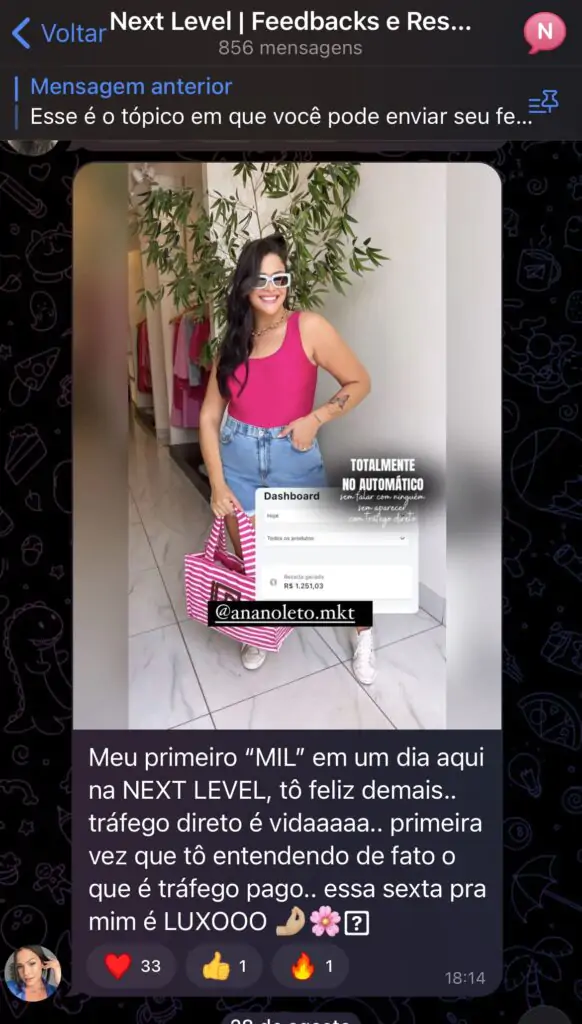 Voltar
Next Level | Feedbacks e Res...
856 mensagens
N
Mensagem anterior
Esse é o tópico em que você pode enviar seu fe...
TOTALMENTE
NO AUTOMÁTICO
sem falar com ninguém
sem aparecer
com tráfego direto
Dashboard
Hoje
Todos os produtos
Receita gerada
R$ 1.251,03
@ananoleto.mkt
Meu primeiro “MIL” em um dia aqui
na NEXT LEVEL, tô feliz demais..
tráfego direto é vidaaaaa.. primeira
vez que tô entendendo de fato o
que é tráfego pago.. essa sexta pra
mim é LUXOOO 🤌🏼🌸?
❤️ 33 👍 1 🔥 1
18:14
28 de agosto